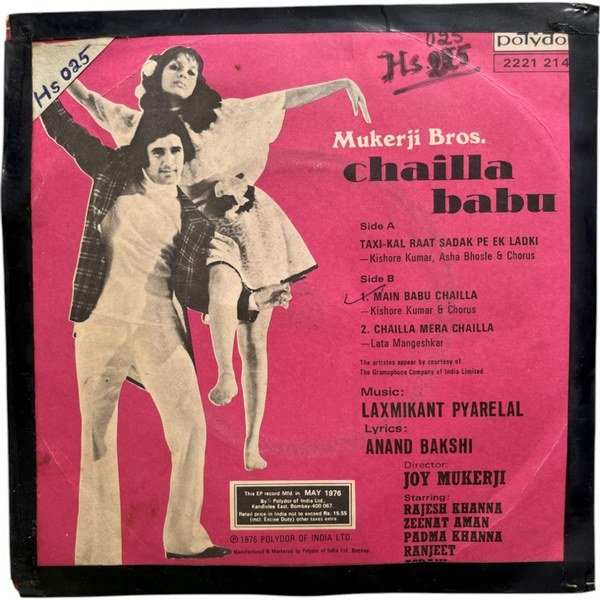 Hs 025
025
Hs 025
polydor
2221 214
Mukerji Bros.
chailla
babu
Side A
TAXI-KAL RAAT SADAK PE EK LADKI
—Kishore Kumar, Asha Bhosle & Chorus
Side B
1. MAIN BABU CHAILLA
—Kishore Kumar & Chorus
2. CHAILLA MERA CHAILLA
—Lata Mangeshkar
The artistes appear by courtesy of
The Gramophone Company of India Limited
Music:
LAXMIKANT PYARELAL
Lyrics:
ANAND BAKSHI
Director:
JOY MUKERJI
Starring:
RAJESH KHANNA
ZEENAT AMAN
PADMA KHANNA
RANJEET
This EP record Mfd. in MAY 1976
By:- Polydor of India Ltd.
Kandivlee East, Bombay-400 067.
Retail price in India not to exceed Rs. 15.55
(incl. Excise Duty) other taxes extra
℗ 1976 POLYDOR OF INDIA LTD.
Manufactured & Marketed by Polydor of India Ltd. Bombay.